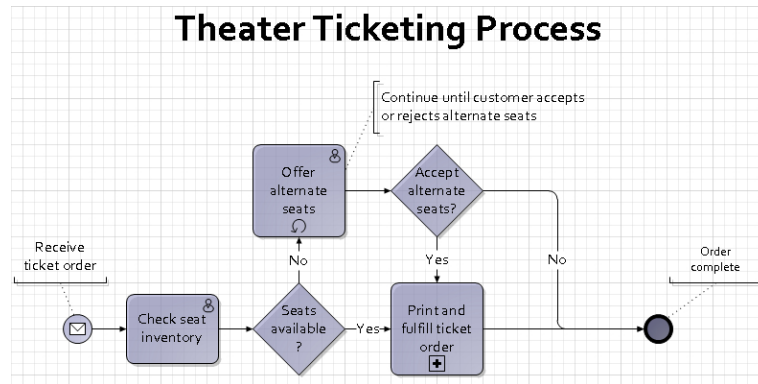 Theater Ticketing Process
Continue until customer accepts
or rejects alternate seats
Offer
alternate
seats
Accept
alternate
seats?
Receive
ticket order
No
Yes
No
Order
complete
Check seat
inventory
Seats
available
?
Yes
Print and
fulfill ticket
order